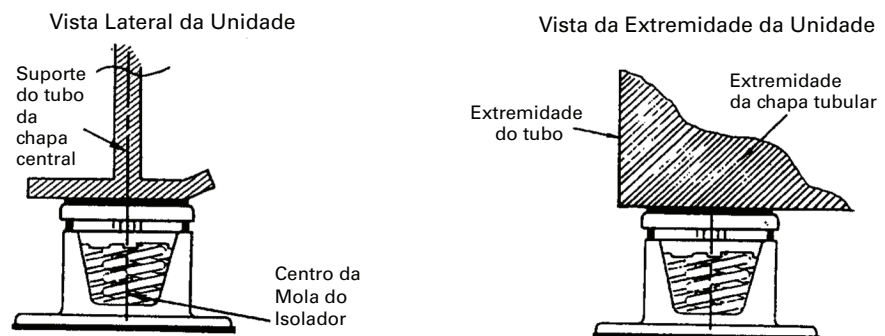 Vista Lateral da Unidade
Suporte
do tubo
da
chapa
central
Centro da
Mola do
Isolador
Vista da Extremidade da Unidade
Extremidade
do tubo
Extremidade
da chapa tubular